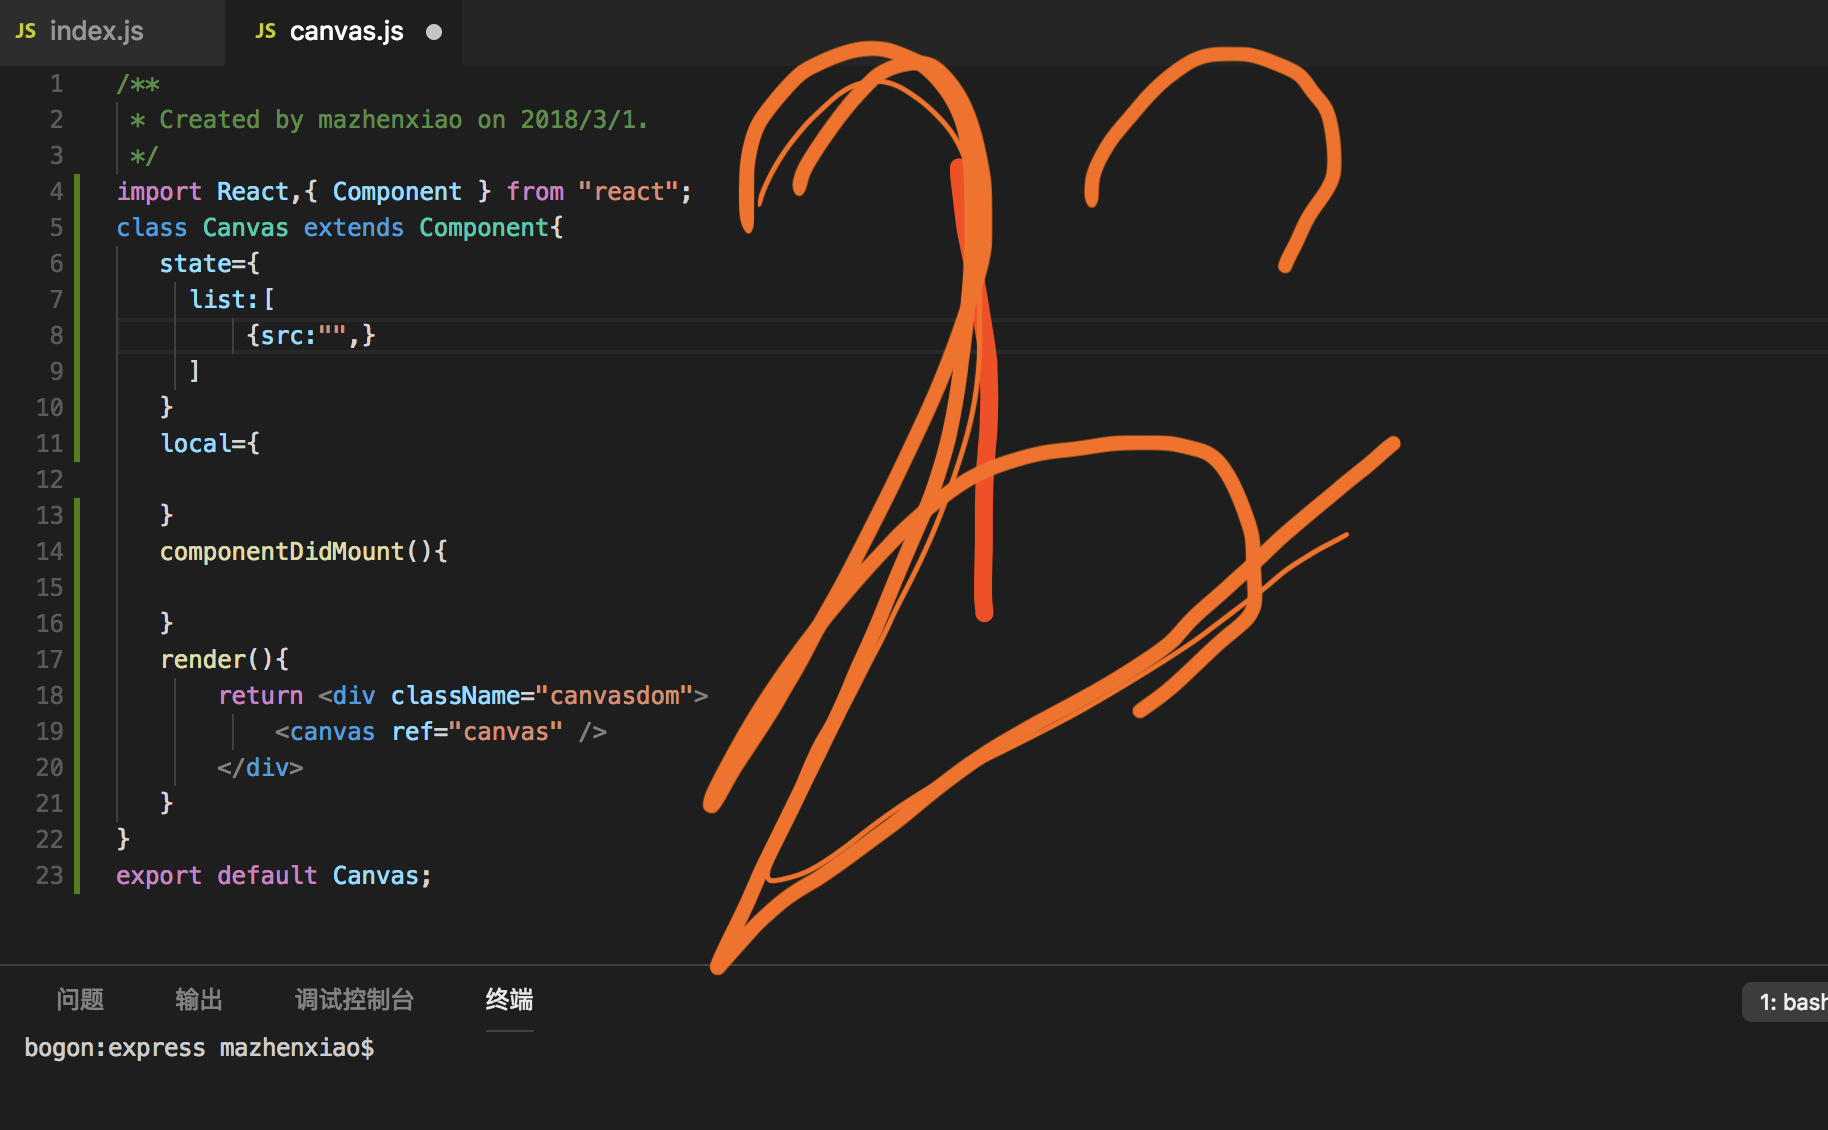 JS index.js JS canvas.js
1 /**
2 * Created by mazhenxiao on 2018/3/1.
3 */
4 import React,{ Component } from "react";
5 class Canvas extends Component{
6 state={
7 list:[
8 {src:"",}
9 ]
10 }
11 local={
12
13 }
14 componentDidMount(){
15
16 }
17 render(){
18 return <div className="canvasdom">
19 <canvas ref="canvas" />
20 </div>
21 }
22 }
23 export default Canvas;
问题 输出 调试控制台 终端 1: bash
bogon:express mazhenxiao$